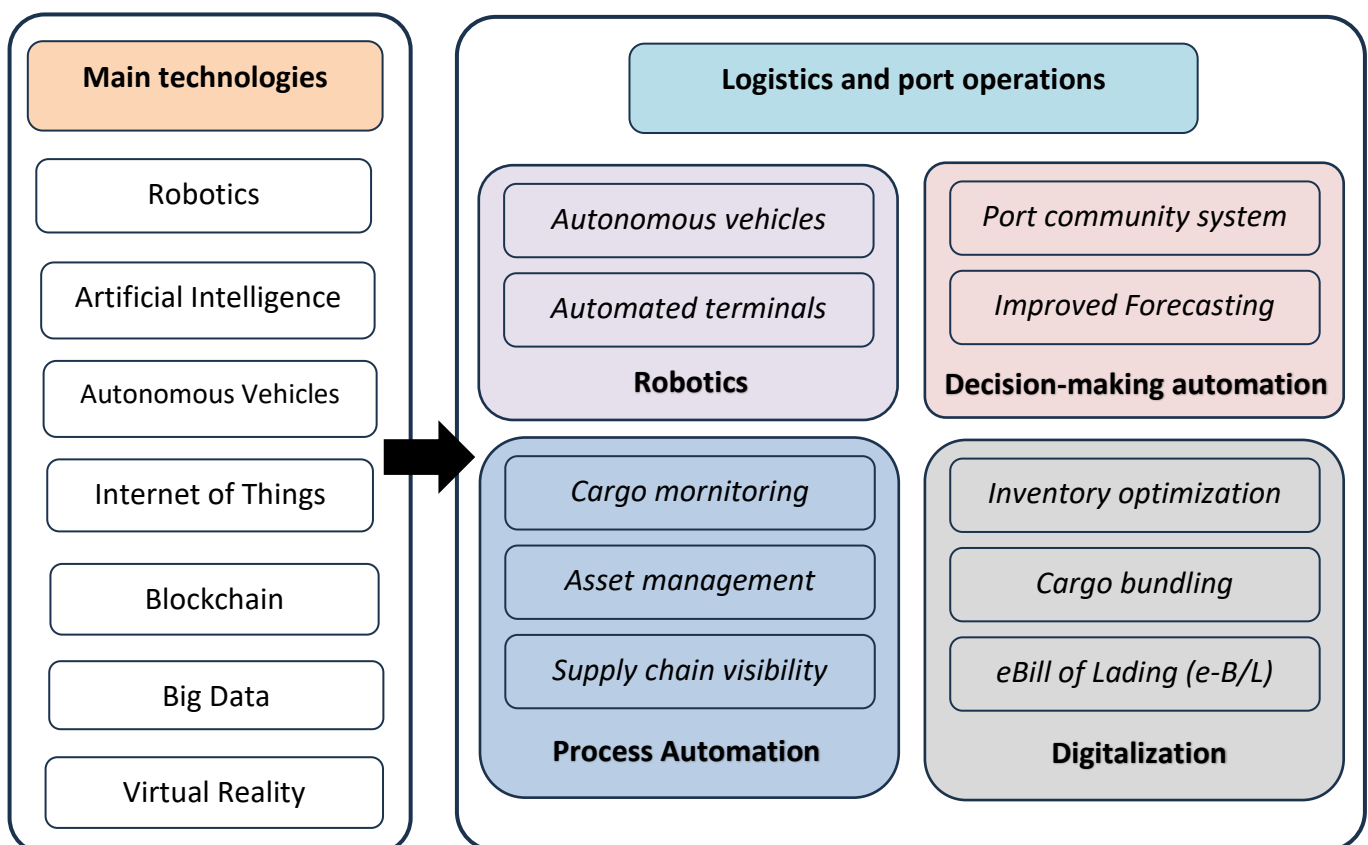 Main technologies
Robotics
Artificial Intelligence
Autonomous Vehicles
Internet of Things
Blockchain
Big Data
Virtual Reality
Logistics and port operations
Autonomous vehicles
Automated terminals
Robotics
Port community system
Improved Forecasting
Decision-making automation
Cargo mornitoring
Asset management
Supply chain visibility
Process Automation
Inventory optimization
Cargo bundling
eBill of Lading (e-B/L)
Digitalization